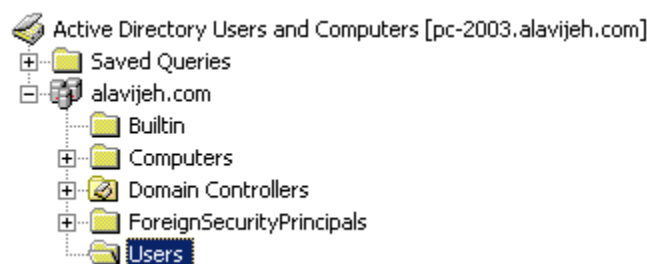 Active Directory Users and Computers [pc-2003.alavijeh.com]
Saved Queries
alavijeh.com
Builtin
Computers
Domain Controllers
ForeignSecurityPrincipals
Users